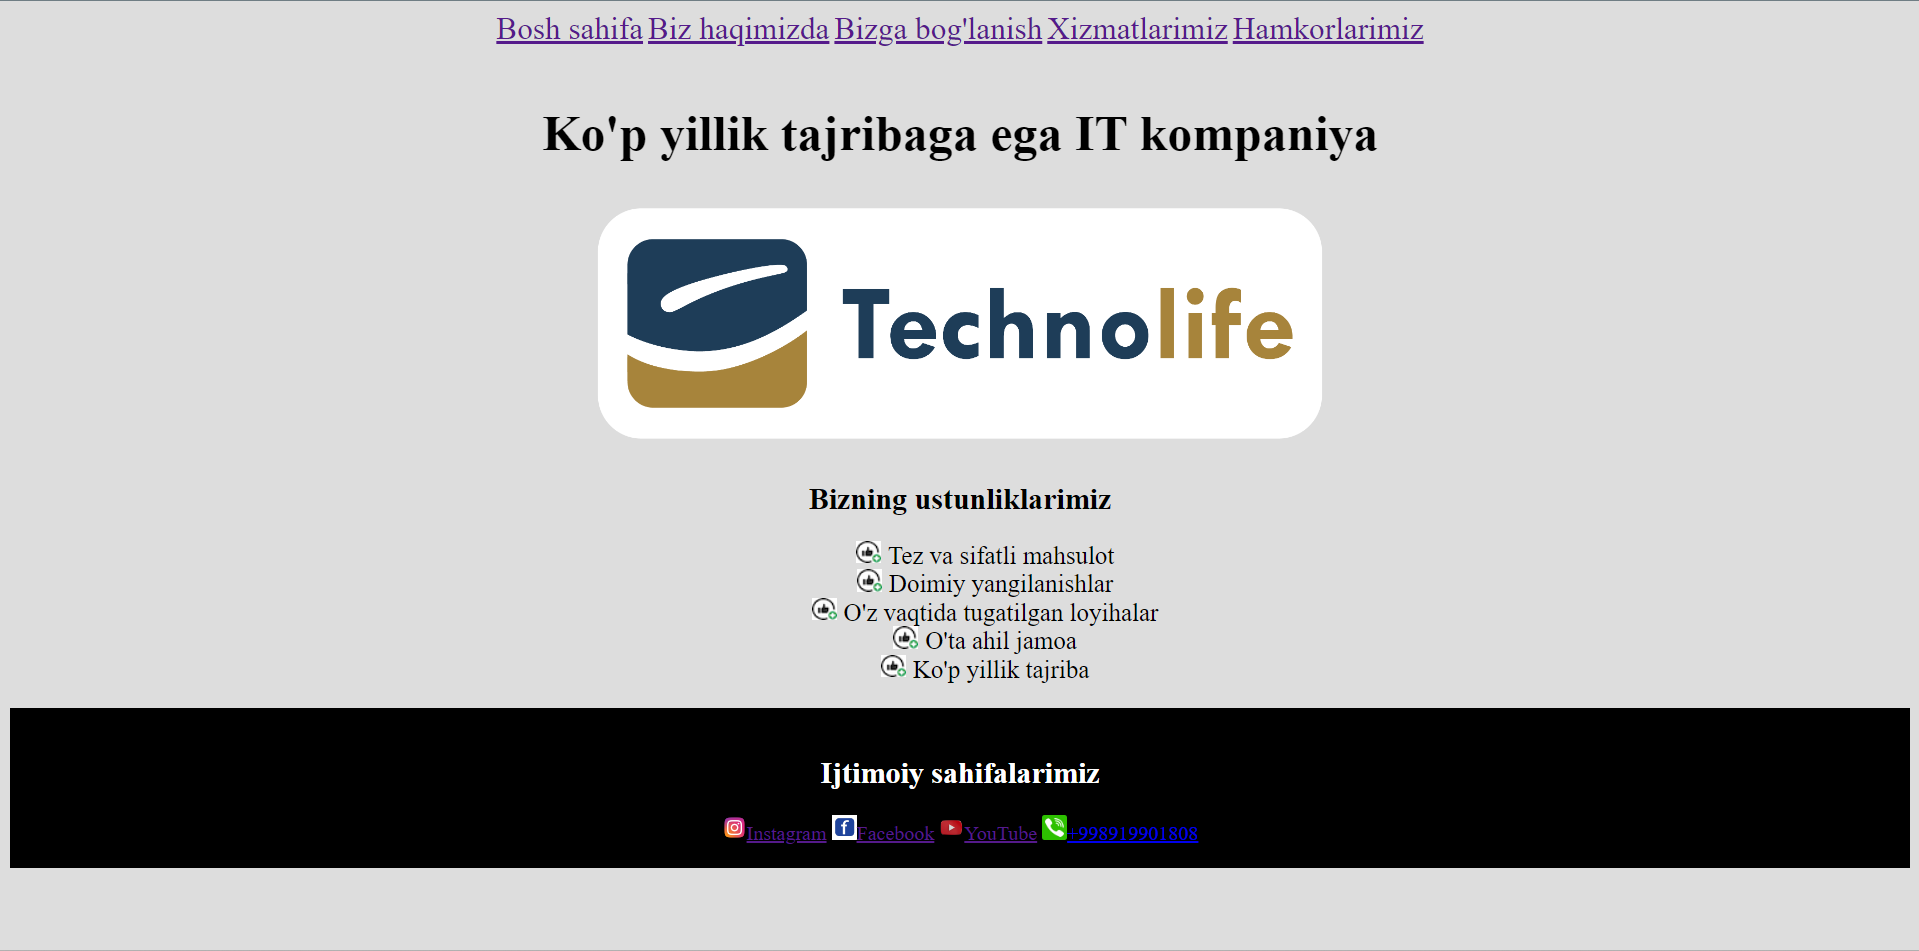 Bosh sahifa Biz haqimizda Bizga bog'lanish Xizmatlarimiz Hamkorlarimiz
Ko'p yillik tajribaga ega IT kompaniya
Technolife
Bizning ustunliklarimiz
Tez va sifatli mahsulot
Doimiy yangilanishlar
O'z vaqtida tugatilgan loyihalar
O'ta ahil jamoa
Ko'p yillik tajriba
Ijtimoiy sahifalarimiz
Instagram Facebook YouTube +998919901808